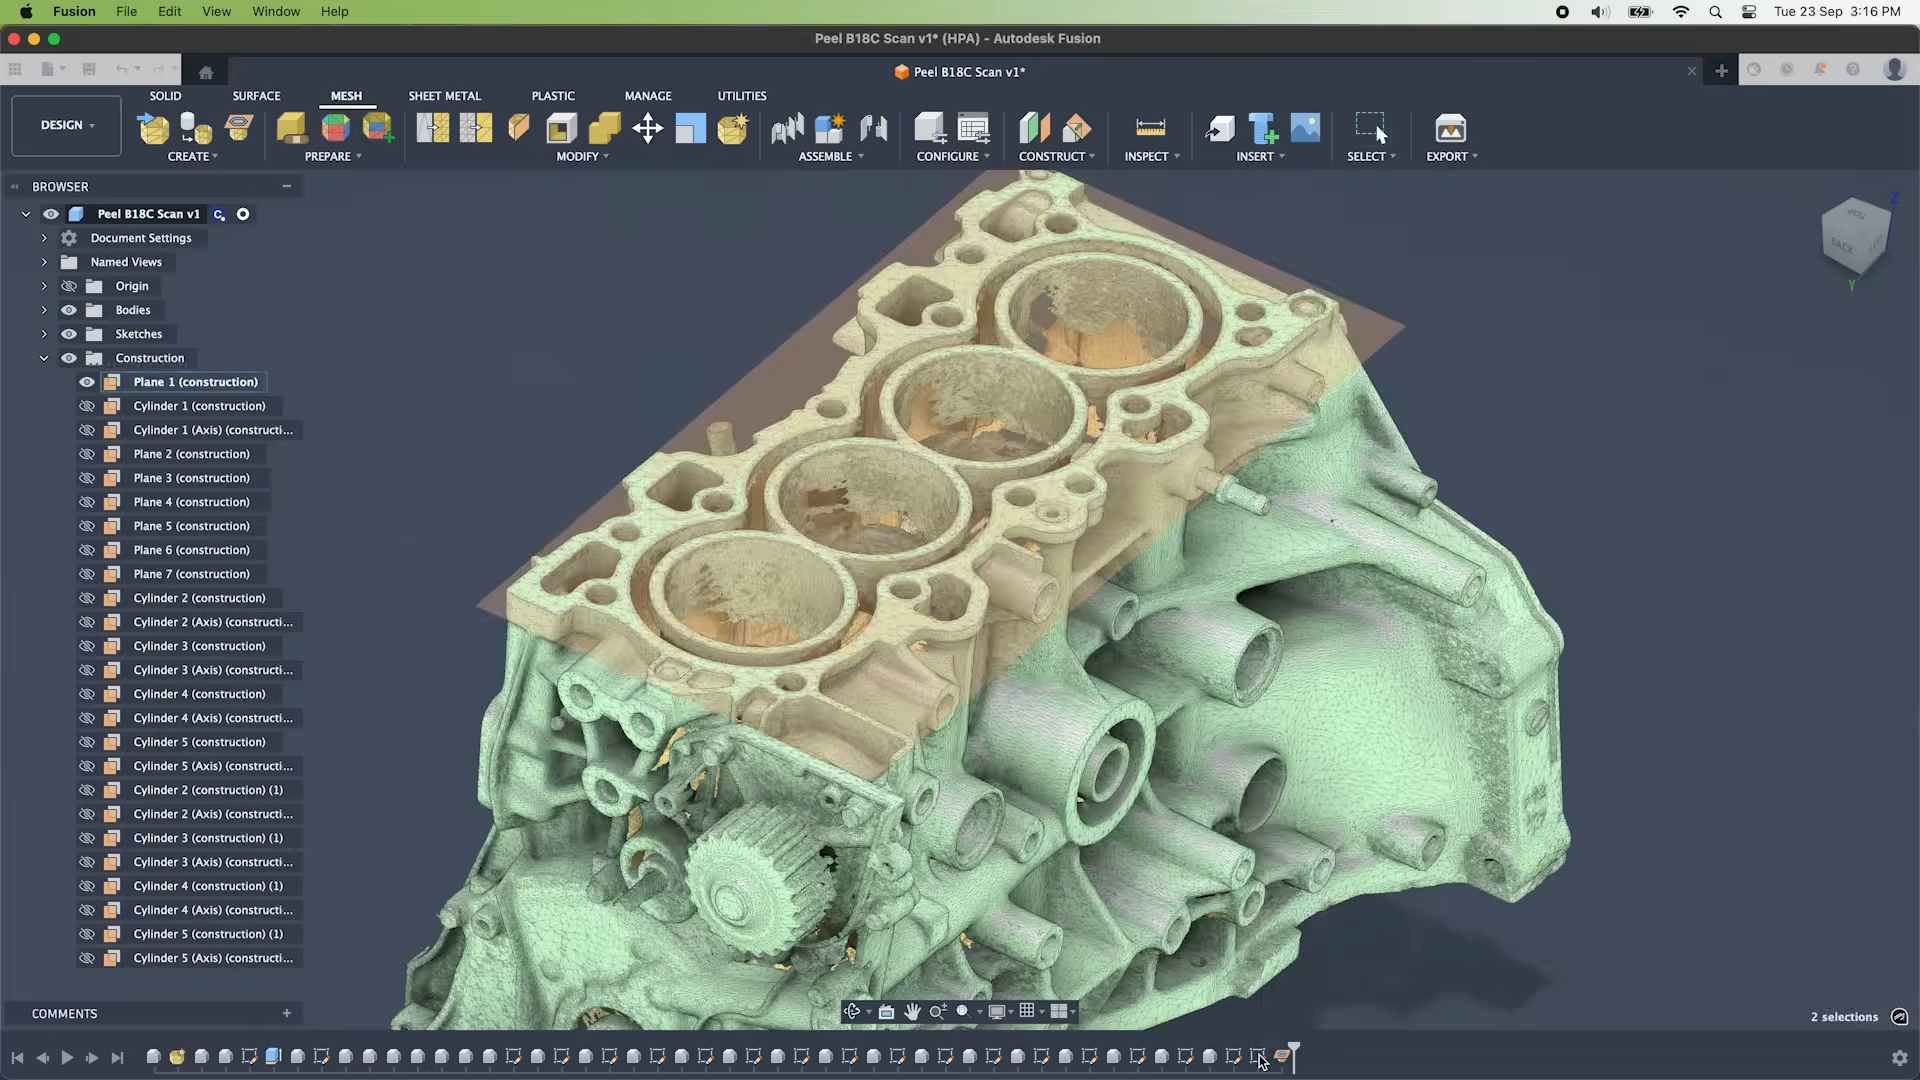 Fusion File Edit View Window Help Tue 23 Sep 3:16 PM
Peel B18C Scan v1* (HPA) - Autodesk Fusion
Peel B18C Scan v1*
SOLID SURFACE MESH SHEET METAL PLASTIC MANAGE UTILITIES
DESIGN
CREATE PREPARE MODIFY ASSEMBLE CONFIGURE CONSTRUCT INSPECT INSERT SELECT EXPORT
BROWSER
Peel B18C Scan v1
Document Settings
Named Views
Origin
Bodies
Sketches
Construction
Plane 1 (construction)
Cylinder 1 (construction)
Cylinder 1 (Axis) (constructi...
Plane 2 (construction)
Plane 3 (construction)
Plane 4 (construction)
Plane 5 (construction)
Plane 6 (construction)
Plane 7 (construction)
Cylinder 2 (construction)
Cylinder 2 (Axis) (constructi...
Cylinder 3 (construction)
Cylinder 3 (Axis) (constructi...
Cylinder 4 (construction)
Cylinder 4 (Axis) (constructi...
Cylinder 5 (construction)
Cylinder 5 (Axis) (constructi...
Cylinder 2 (construction) (1)
Cylinder 2 (Axis) (constructi...
Cylinder 3 (construction) (1)
Cylinder 3 (Axis) (constructi...
Cylinder 4 (construction) (1)
Cylinder 4 (Axis) (constructi...
Cylinder 5 (construction) (1)
Cylinder 5 (Axis) (constructi...
Z
TOP
BACK
Y
COMMENTS
2 selections